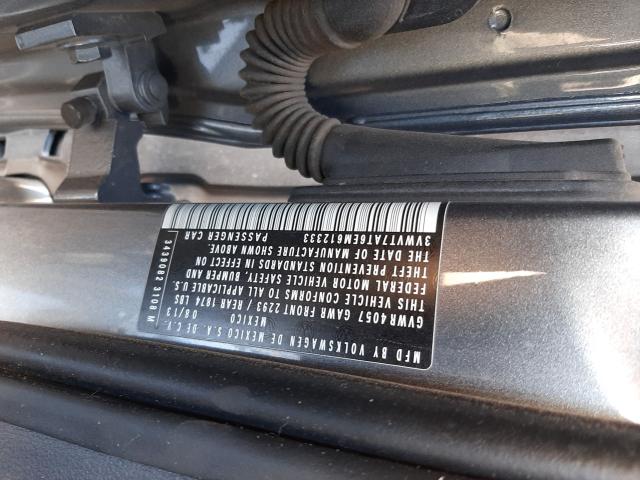 MFD BY VOLKSWAGEN DE MEXICO S.A. DE C.V.
MEXICO 08/13
GVWR 4057 GAWR FRONT 2293 / REAR 1874 LBS
THIS VEHICLE CONFORMS TO ALL APPLICABLE U.S.
FEDERAL MOTOR VEHICLE SAFETY, BUMPER AND
THEFT PREVENTION STANDARDS IN EFFECT ON
THE DATE OF MANUFACTURE SHOWN ABOVE.
3VWVT7AT6EM612333 PASSENGER CAR
3439082 3108 M